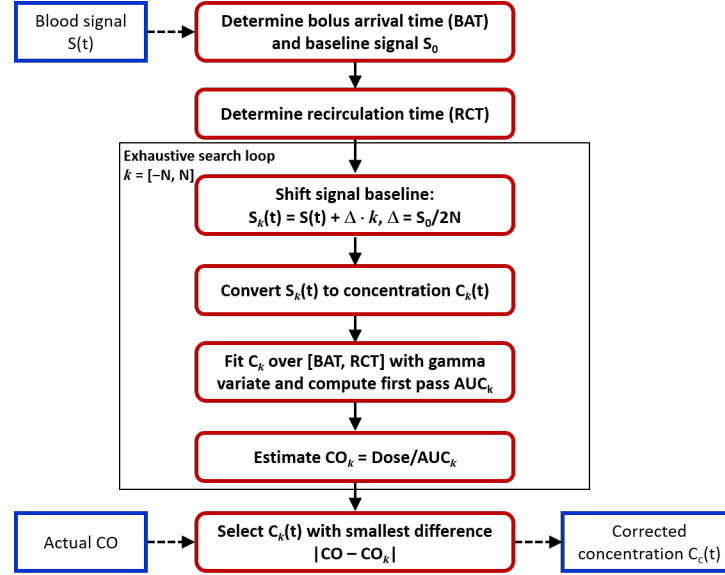 Blood signal
S(t)
Determine bolus arrival time (BAT)
and baseline signal S₀
Determine recirculation time (RCT)
Exhaustive search loop
k = [–N, N]
Shift signal baseline:
Sₖ(t) = S(t) + Δ · k, Δ = S₀/2N
Convert Sₖ(t) to concentration Cₖ(t)
Fit Cₖ over [BAT, RCT] with gamma
variate and compute first pass AUCₖ
Estimate COₖ = Dose/AUCₖ
Actual CO
Select Cₖ(t) with smallest difference
|CO – COₖ|
Corrected
concentration C_c(t)